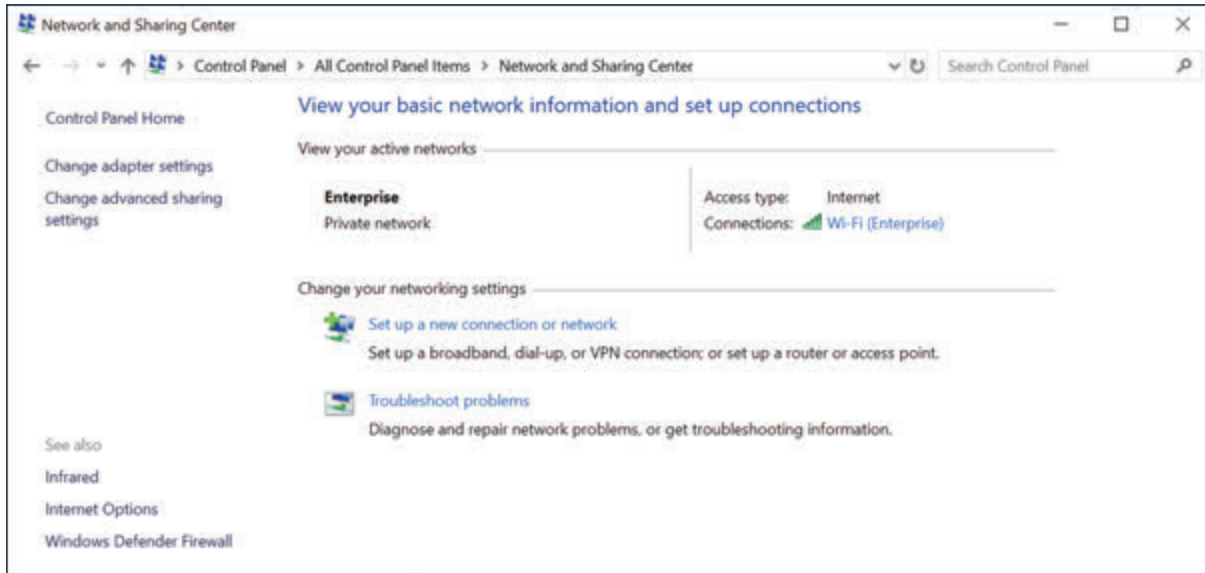 Network and Sharing Center
Control Panel > All Control Panel Items > Network and Sharing Center
Search Control Panel
Control Panel Home
Change adapter settings
Change advanced sharing
settings
See also
Infrared
Internet Options
Windows Defender Firewall
View your basic network information and set up connections
View your active networks
Enterprise
Private network
Access type: Internet
Connections: Wi-Fi (Enterprise)
Change your networking settings
Set up a new connection or network
Set up a broadband, dial-up, or VPN connection; or set up a router or access point.
Troubleshoot problems
Diagnose and repair network problems, or get troubleshooting information.